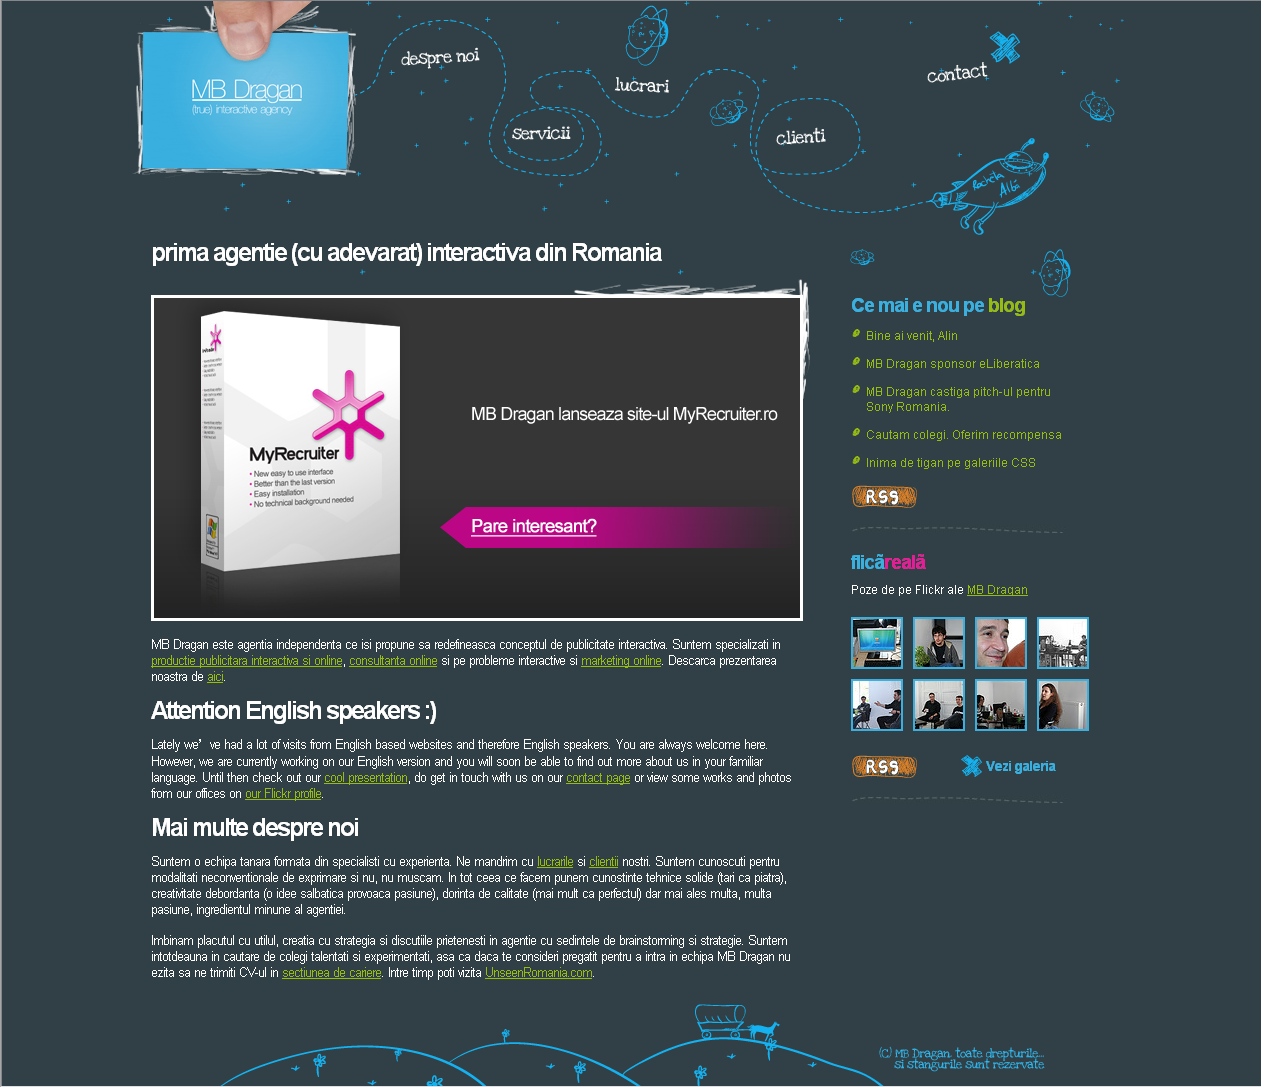 MB Dragan
(true) interactive agency
despre noi
servicii
lucrari
clienti
contact
Racheta
Albă
prima agentie (cu adevarat) interactiva din Romania
MyRecruiter
• New easy to use interface
• Better than the last version
• Easy installation
• No technical background needed
MB Dragan lanseaza site-ul MyRecruiter.ro
Pare interesant?
MB Dragan este agentia independenta ce isi propune sa redefineasca conceptul de publicitate interactiva. Suntem specializati in
productie publicitara interactiva si online, consultanta online si pe probleme interactive si marketing online. Descarca prezentarea
noastra de aici.
Attention English speakers :)
Lately we’ve had a lot of visits from English based websites and therefore English speakers. You are always welcome here.
However, we are currently working on our English version and you will soon be able to find out more about us in your familiar
language. Until then check out our cool presentation, do get in touch with us on our contact page or view some works and photos
from our offices on our Flickr profile.
Mai multe despre noi
Suntem o echipa tanara formata din specialisti cu experienta. Ne mandrim cu lucrarile si clientii nostri. Suntem cunoscuti pentru
modalitati neconventionale de exprimare si nu, nu muscam. In tot ceea ce facem punem cunostinte tehnice solide (tari ca piatra),
creativitate debordanta (o idee salbatica provoaca pasiune), dorinta de calitate (mai mult ca perfectul) dar mai ales multa, multa
pasiune, ingredientul minune al agentiei.
Imbinam placutul cu utilul, creatia cu strategia si discutiile prietenesti in agentie cu sedintele de brainstorming si strategie. Suntem
intotdeauna in cautare de colegi talentati si experimentati, asa ca daca te consideri pregatit pentru a intra in echipa MB Dragan nu
ezita sa ne trimiti CV-ul in sectiunea de cariere. Intre timp poti vizita UnseenRomania.com.
Ce mai e nou pe blog
Bine ai venit, Alin
MB Dragan sponsor eLiberatica
MB Dragan castiga pitch-ul pentru
Sony Romania.
Cautam colegi. Oferim recompensa
Inima de tigan pe galeriile CSS
RSS
flicăreală
Poze de pe Flickr ale MB Dragan
RSS
Vezi galeria
(C) MB Dragan. toate drepturile...
si stangurile sunt rezervate